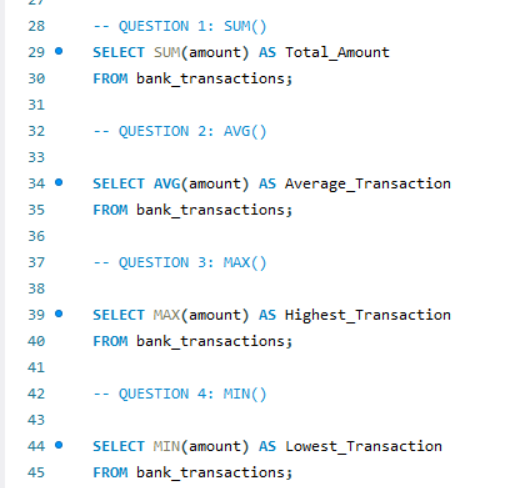 27
28 -- QUESTION 1: SUM()
29 SELECT SUM(amount) AS Total_Amount
30 FROM bank_transactions;
31
32 -- QUESTION 2: AVG()
33
34 SELECT AVG(amount) AS Average_Transaction
35 FROM bank_transactions;
36
37 -- QUESTION 3: MAX()
38
39 SELECT MAX(amount) AS Highest_Transaction
40 FROM bank_transactions;
41
42 -- QUESTION 4: MIN()
43
44 SELECT MIN(amount) AS Lowest_Transaction
45 FROM bank_transactions;